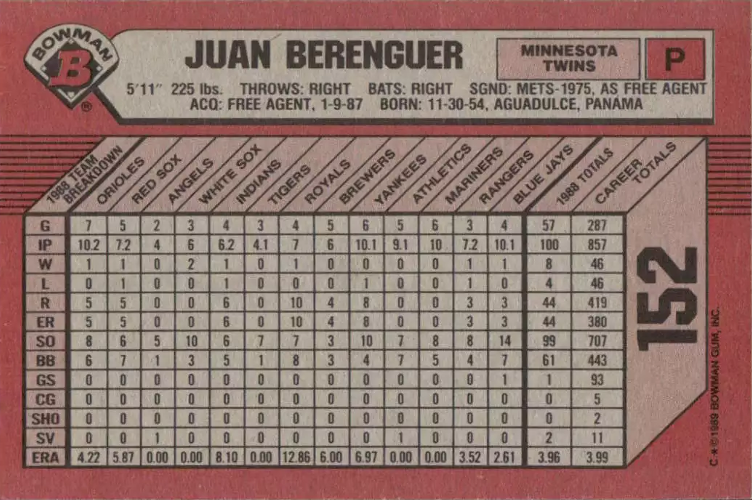 BOWMAN
B
®
JUAN BERENGUER
MINNESOTA
TWINS
P
5'11" 225 lbs. THROWS: RIGHT BATS: RIGHT SGND: METS-1975, AS FREE AGENT
ACQ: FREE AGENT, 1-9-87 BORN: 11-30-54, AGUADULCE, PANAMA
1988 TEAM BREAKDOWN ORIOLES RED SOX ANGELS WHITE SOX INDIANS TIGERS ROYALS BREWERS YANKEES ATHLETICS MARINERS RANGERS BLUE JAYS 1988 TOTALS CAREER TOTALS
G 7 5 2 3 4 3 4 5 6 5 6 3 4 57 287
IP 10.2 7.2 4 6 6.2 4.1 7 6 10.1 9.1 10 7.2 10.1 100 857
W 1 1 0 2 1 0 1 0 0 0 0 1 1 8 46
L 0 1 0 0 1 0 0 0 1 0 1 0 0 4 46
R 5 5 0 0 6 0 10 4 8 0 0 3 3 44 419
ER 5 5 0 0 6 0 10 4 8 0 0 3 3 44 380
SO 8 6 5 10 6 7 7 3 10 7 8 8 14 99 707
BB 6 7 1 3 5 1 8 3 4 7 5 4 7 61 443
GS 0 0 0 0 0 0 0 0 0 0 0 0 1 1 93
CG 0 0 0 0 0 0 0 0 0 0 0 0 0 0 5
SHO 0 0 0 0 0 0 0 0 0 0 0 0 0 0 2
SV 0 0 1 0 0 0 0 0 0 1 0 0 0 2 11
ERA 4.22 5.87 0.00 0.00 8.10 0.00 12.86 6.00 6.97 0.00 0.00 3.52 2.61 3.96 3.99
152
C ★ © 1989 BOWMAN GUM, INC.